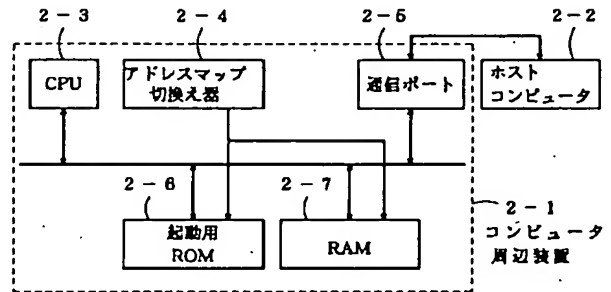 2-3
2-4
2-5
2-2
CPU
アドレスマップ
切換え器
通信ポート
ホスト
コンピュータ
2-6
2-7
起動用
ROM
RAM
2-1
コンピュータ
周辺装置